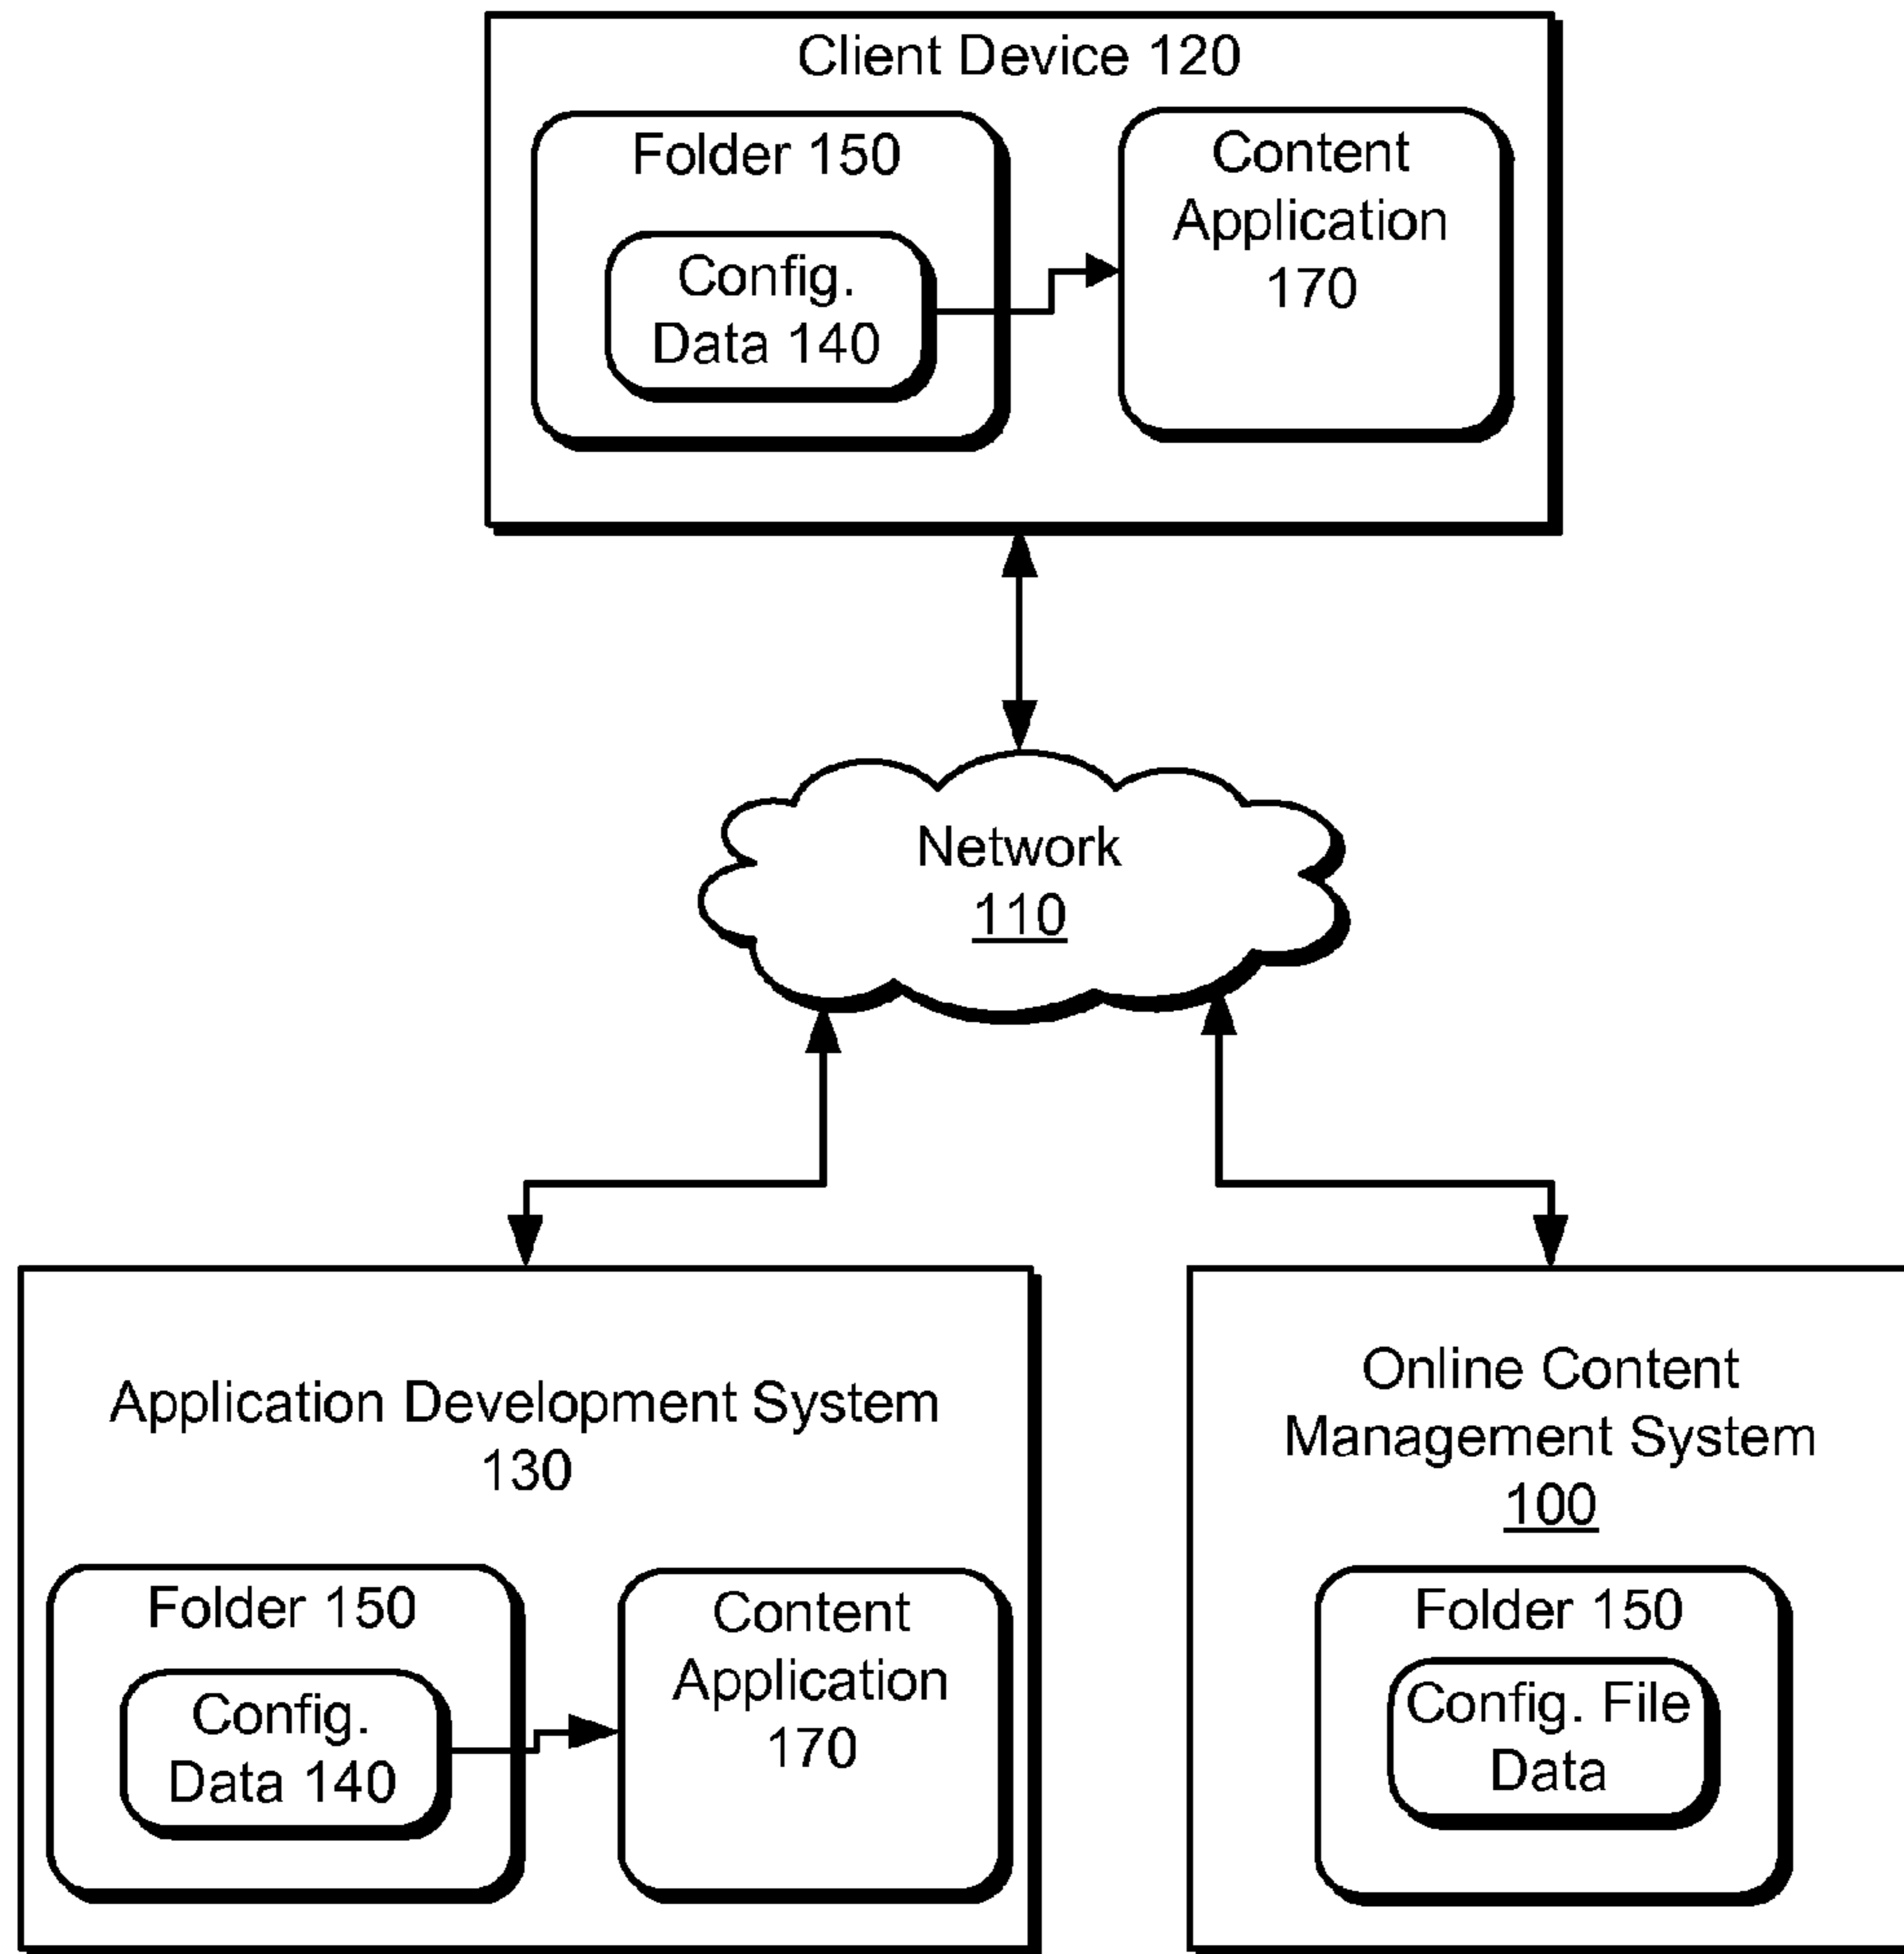 Client Device 120
Folder 150
Config.
Data 140
Content
Application
170
Network
110
Application Development System
130
Folder 150
Config.
Data 140
Content
Application
170
Online Content
Management System
100
Folder 150
Config. File
Data